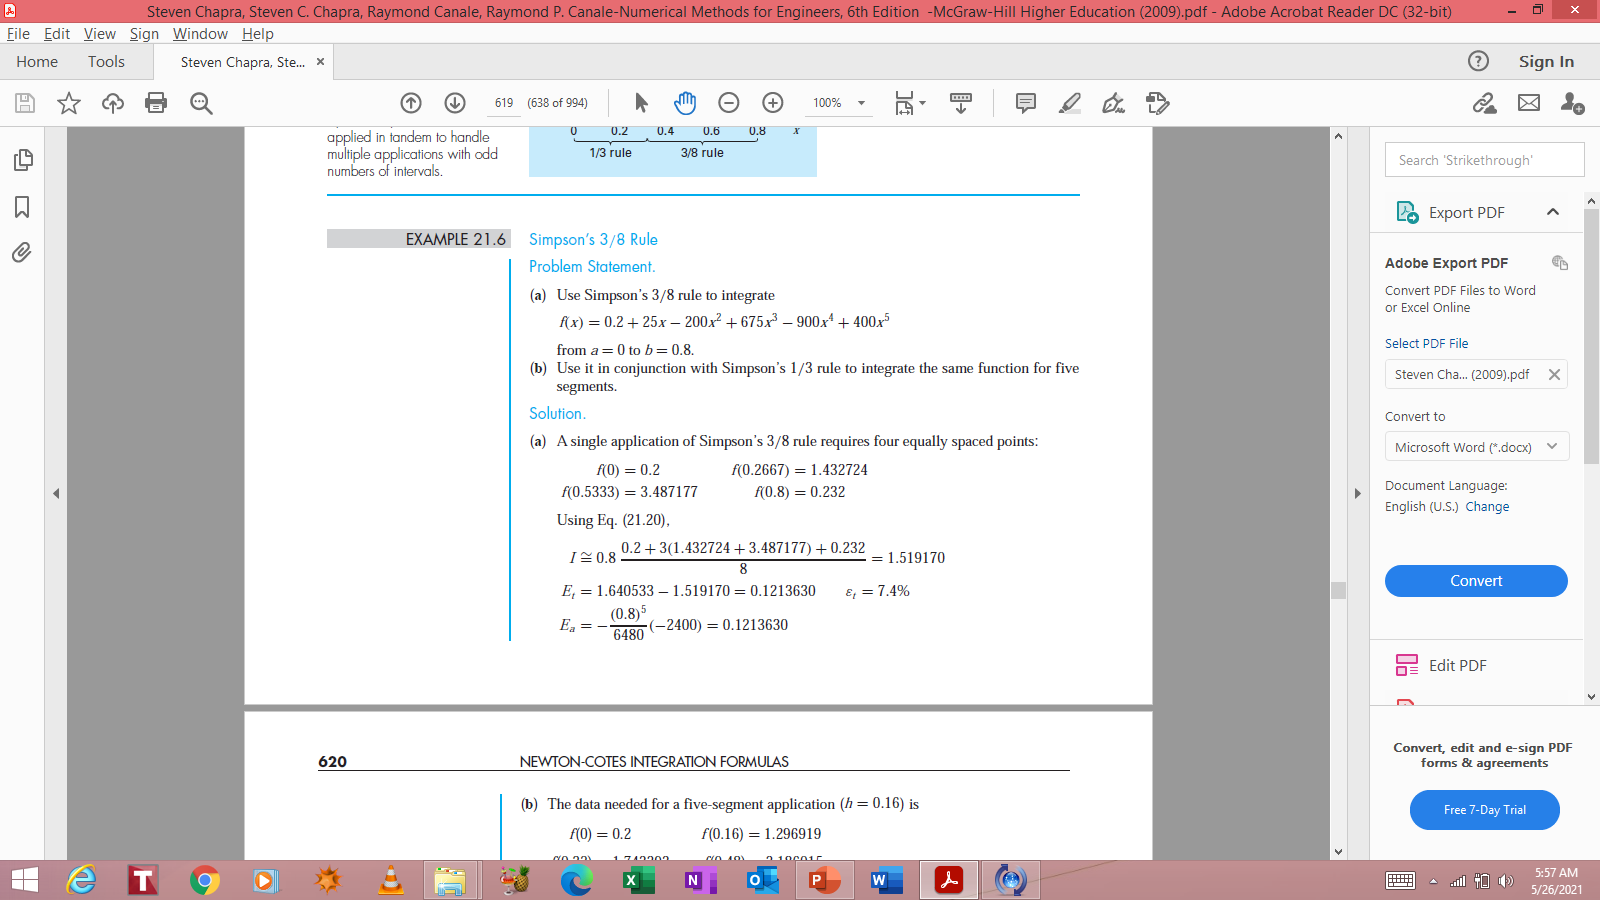 Steven Chapra, Steven C. Chapra, Raymond Canale, Raymond P. Canale-Numerical Methods for Engineers, 6th Edition -McGraw-Hill Higher Education (2009).pdf - Adobe Acrobat Reader DC (32-bit)
File Edit View Sign Window Help
Home Tools Steven Chapra, Ste... × Sign In
619 (638 of 994) 100%
applied in tandem to handle
multiple applications with odd
numbers of intervals.
0 0.2 0.4 0.6 0.8 x
1/3 rule 3/8 rule
EXAMPLE 21.6 Simpson's 3/8 Rule
Problem Statement.
(a) Use Simpson's 3/8 rule to integrate
f(x) = 0.2 + 25x − 200x² + 675x³ − 900x⁴ + 400x⁵
from a = 0 to b = 0.8.
(b) Use it in conjunction with Simpson's 1/3 rule to integrate the same function for five
segments.
Solution.
(a) A single application of Simpson's 3/8 rule requires four equally spaced points:
f(0) = 0.2 f(0.2667) = 1.432724
f(0.5333) = 3.487177 f(0.8) = 0.232
Using Eq. (21.20),
I ≅ 0.8 0.2 + 3(1.432724 + 3.487177) + 0.232 / 8 = 1.519170
Et = 1.640533 − 1.519170 = 0.1213630 εt = 7.4%
Ea = − (0.8)⁵ / 6480 (−2400) = 0.1213630
620 NEWTON-COTES INTEGRATION FORMULAS
(b) The data needed for a five-segment application (h = 0.16) is
f(0) = 0.2 f(0.16) = 1.296919
Search 'Strikethrough'
Export PDF
Adobe Export PDF
Convert PDF Files to Word
or Excel Online
Select PDF File
Steven Cha... (2009).pdf
Convert to
Microsoft Word (*.docx)
Document Language:
English (U.S.) Change
Convert
Edit PDF
Convert, edit and e-sign PDF
forms & agreements
Free 7-Day Trial
5:57 AM
5/26/2021